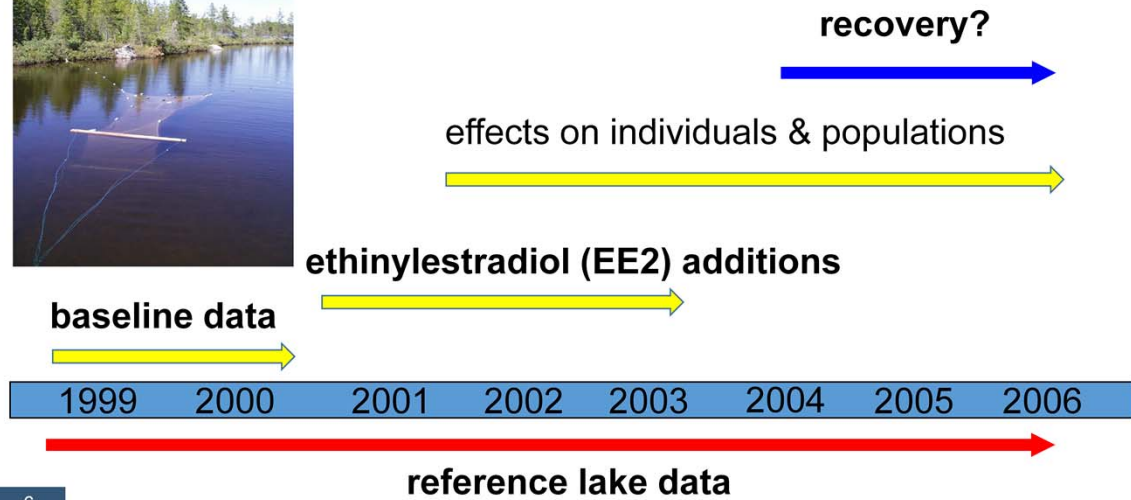 recovery?
effects on individuals & populations
ethinylestradiol (EE2) additions
baseline data
1999 2000 2001 2002 2003 2004 2005 2006
reference lake data